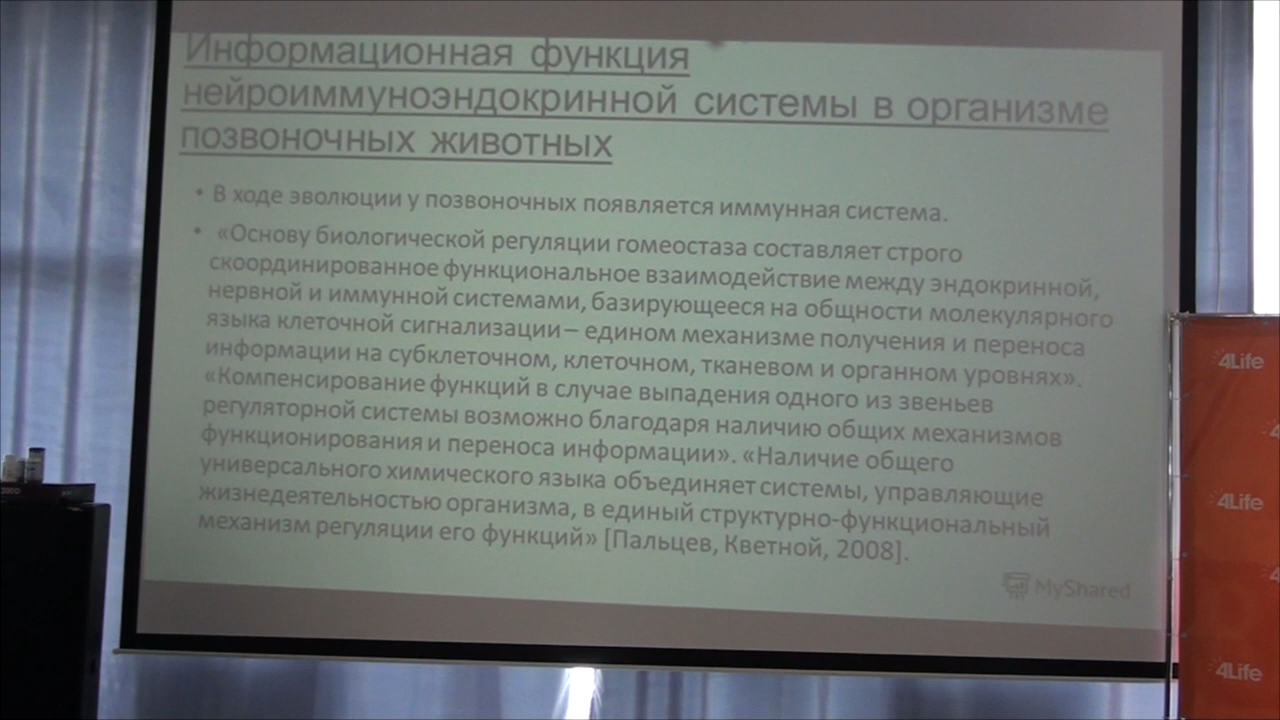 Информационная функция
нейроиммуноэндокринной системы в организме
позвоночных животных
• В ходе эволюции у позвоночных появляется иммунная система.
• «Основу биологической регуляции гомеостаза составляет строго
скоординированное функциональное взаимодействие между эндокринной,
нервной и иммунной системами, базирующееся на общности молекулярного
языка клеточной сигнализации – едином механизме получения и переноса
информации на субклеточном, клеточном, тканевом и органном уровнях».
«Компенсирование функций в случае выпадения одного из звеньев
регуляторной системы возможно благодаря наличию общих механизмов
функционирования и переноса информации». «Наличие общего
универсального химического языка объединяет системы, управляющие
жизнедеятельностью организма, в единый структурно-функциональный
механизм регуляции его функций» [Пальцев, Кветной, 2008].
MyShared
4Life
4Life
4Life